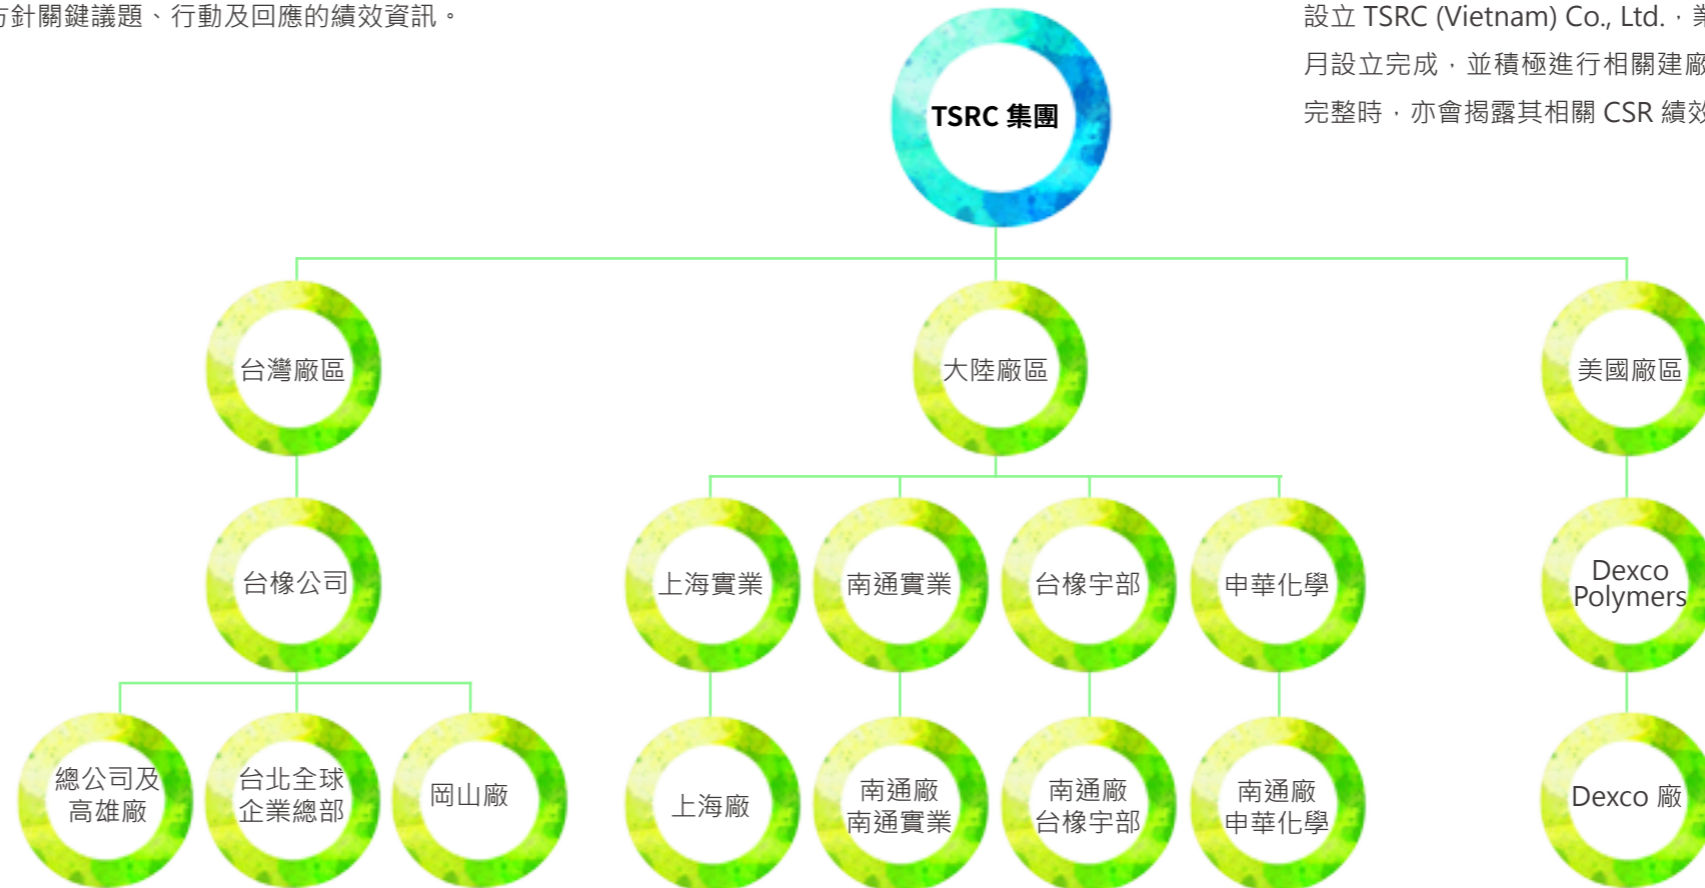 方針關鍵議題、行動及回應的績效資訊。
設立 TSRC (Vietnam) Co., Ltd.，業
月設立完成，並積極進行相關建廠
完整時，亦會揭露其相關 CSR 績效
TSRC 集團
台灣廠區
大陸廠區
美國廠區
台橡公司
上海實業
南通實業
台橡宇部
申華化學
Dexco
Polymers
總公司及
高雄廠
台北全球
企業總部
岡山廠
上海廠
南通廠
南通實業
南通廠
台橡宇部
南通廠
申華化學
Dexco 廠